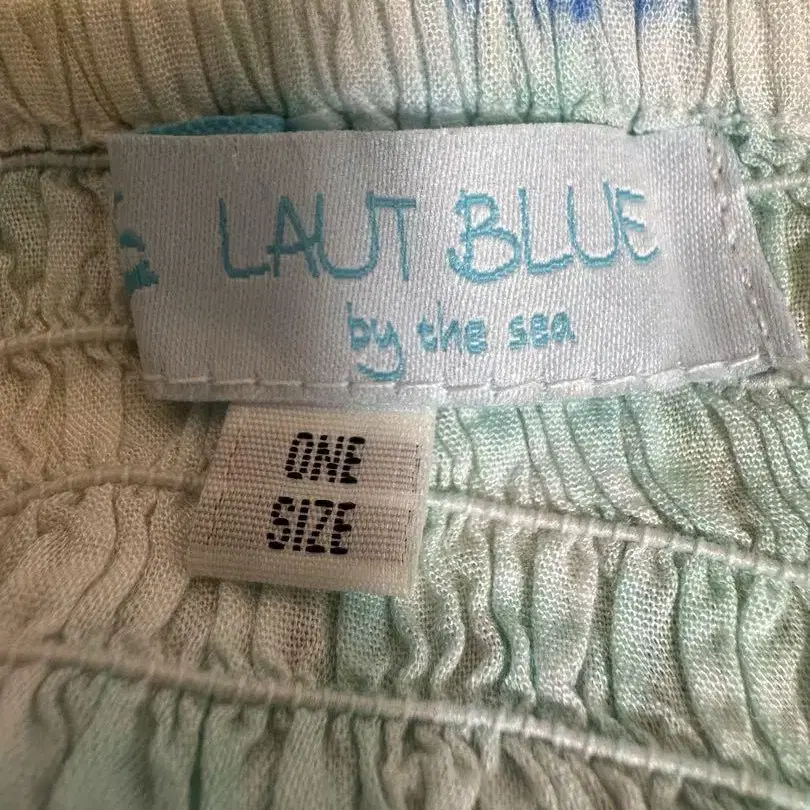 LAUT BLUE
by the sea
ONE
SIZE